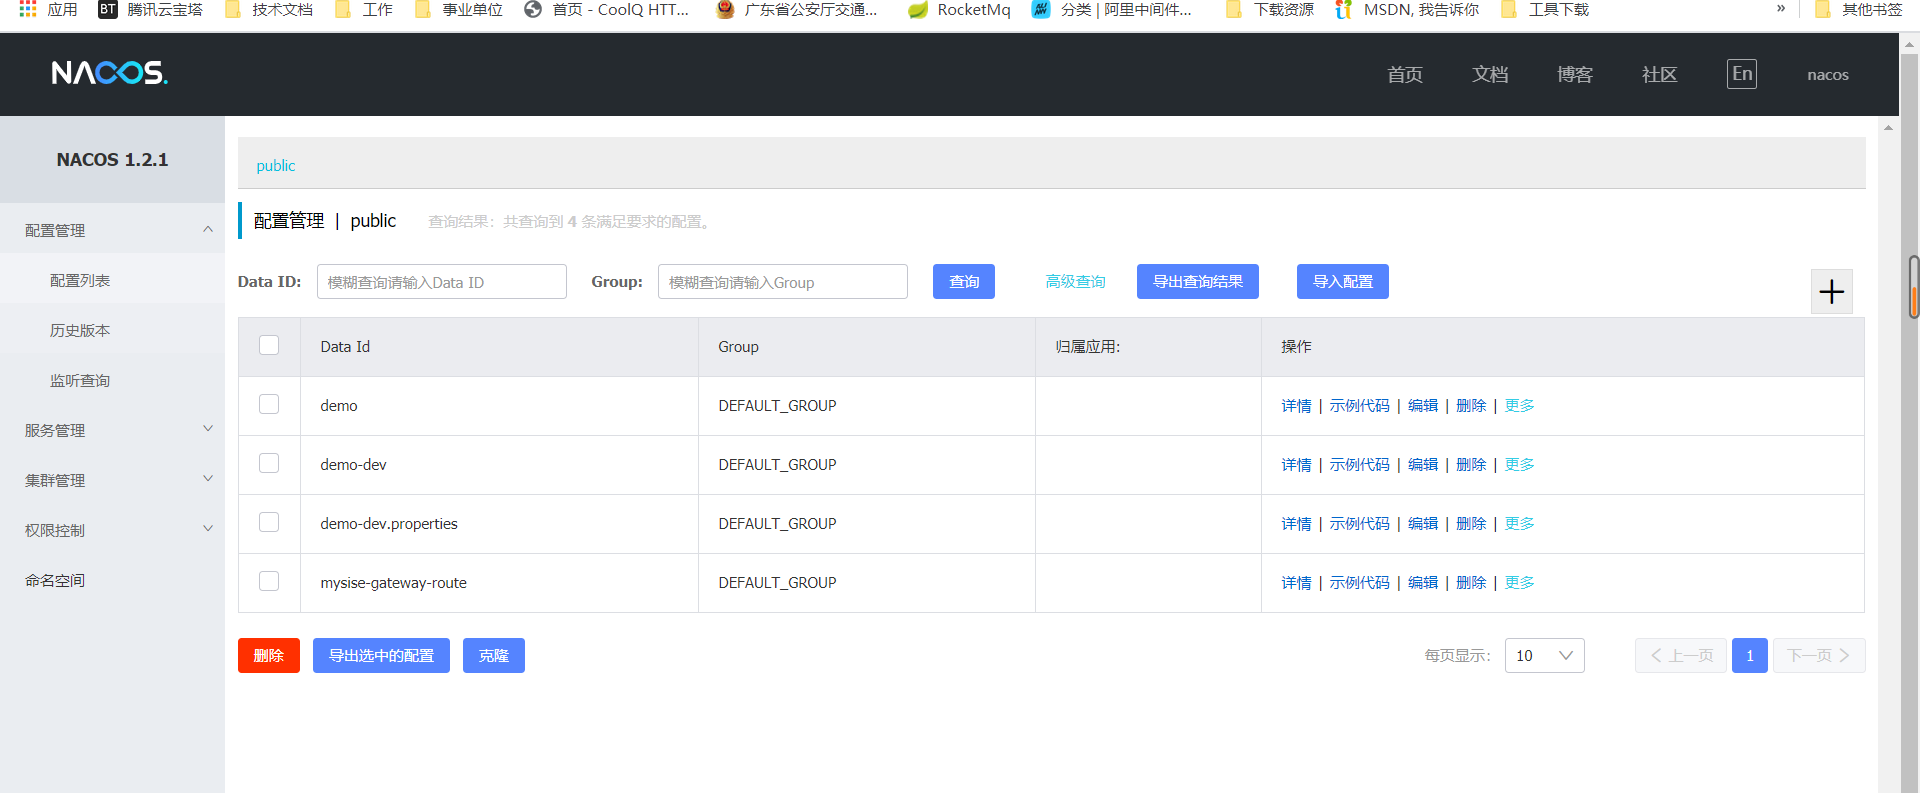 应用 BT 腾讯云宝塔 技术文档 工作 事业单位 首页 - CoolQ HTT... 广东省公安厅交通... RocketMq 分类 | 阿里中间件... 下载资源 MSDN, 我告诉你 工具下载 » 其他书签
NACOS. 首页 文档 博客 社区 En nacos
NACOS 1.2.1
配置管理
配置列表
历史版本
监听查询
服务管理
集群管理
权限控制
命名空间
public
配置管理 | public 查询结果：共查询到 4 条满足要求的配置。
Data ID: 模糊查询请输入Data ID Group: 模糊查询请输入Group 查询 高级查询 导出查询结果 导入配置
Data Id Group 归属应用: 操作
demo DEFAULT_GROUP 详情 | 示例代码 | 编辑 | 删除 | 更多
demo-dev DEFAULT_GROUP 详情 | 示例代码 | 编辑 | 删除 | 更多
demo-dev.properties DEFAULT_GROUP 详情 | 示例代码 | 编辑 | 删除 | 更多
mysise-gateway-route DEFAULT_GROUP 详情 | 示例代码 | 编辑 | 删除 | 更多
删除 导出选中的配置 克隆 每页显示: 10 上一页 1 下一页